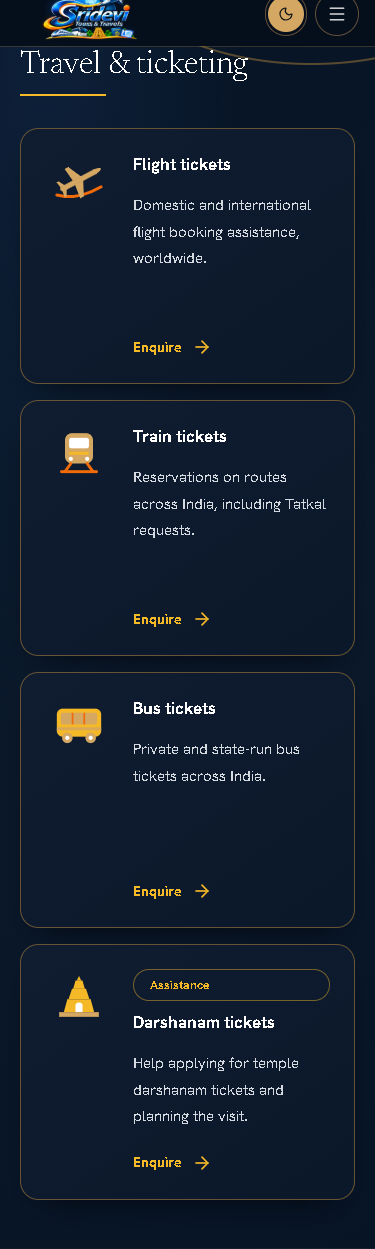 Sridevi
Tours & Travels
Travel & ticketing
Flight tickets
Domestic and international
flight booking assistance,
worldwide.
Enquire
Train tickets
Reservations on routes
across India, including Tatkal
requests.
Enquire
Bus tickets
Private and state-run bus
tickets across India.
Enquire
Assistance
Darshanam tickets
Help applying for temple
darshanam tickets and
planning the visit.
Enquire